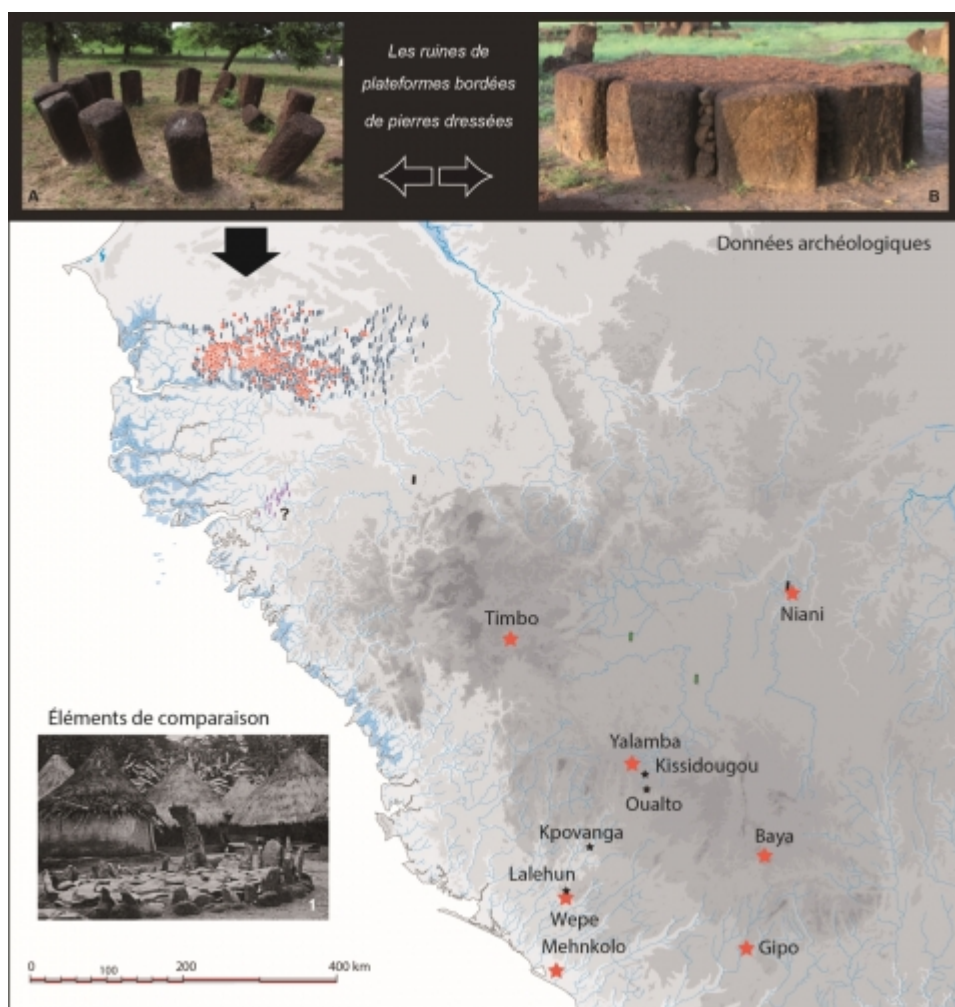 Les ruines de
plateformes bordées
de pierres dressées
A
A
B
Données archéologiques
?
Niani
Timbo
Éléments de comparaison
Yalamba
Kissidougou
Oualto
Kpovanga
Baya
Lalehun
1
Wepe
Mehnkolo
Gipo
0 100 200 400 km